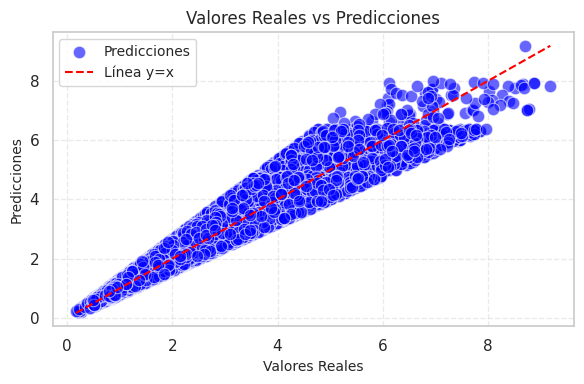 Valores Reales vs Predicciones
Predicciones
Línea y=x
Predicciones
8
6
4
2
0
0 2 4 6 8
Valores Reales